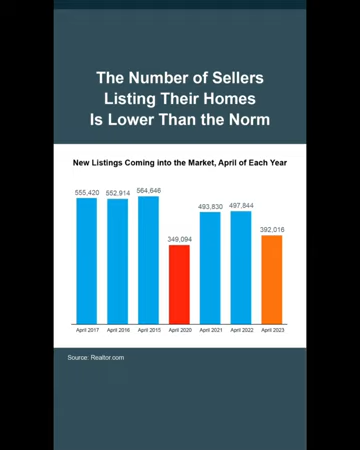 The Number of Sellers
Listing Their Homes
Is Lower Than the Norm
New Listings Coming into the Market, April of Each Year
555,420
552,914
564,646
349,094
493,830
497,844
392,016
April 2017
April 2016
April 2015
April 2020
April 2021
April 2022
April 2023
Source: Realtor.com